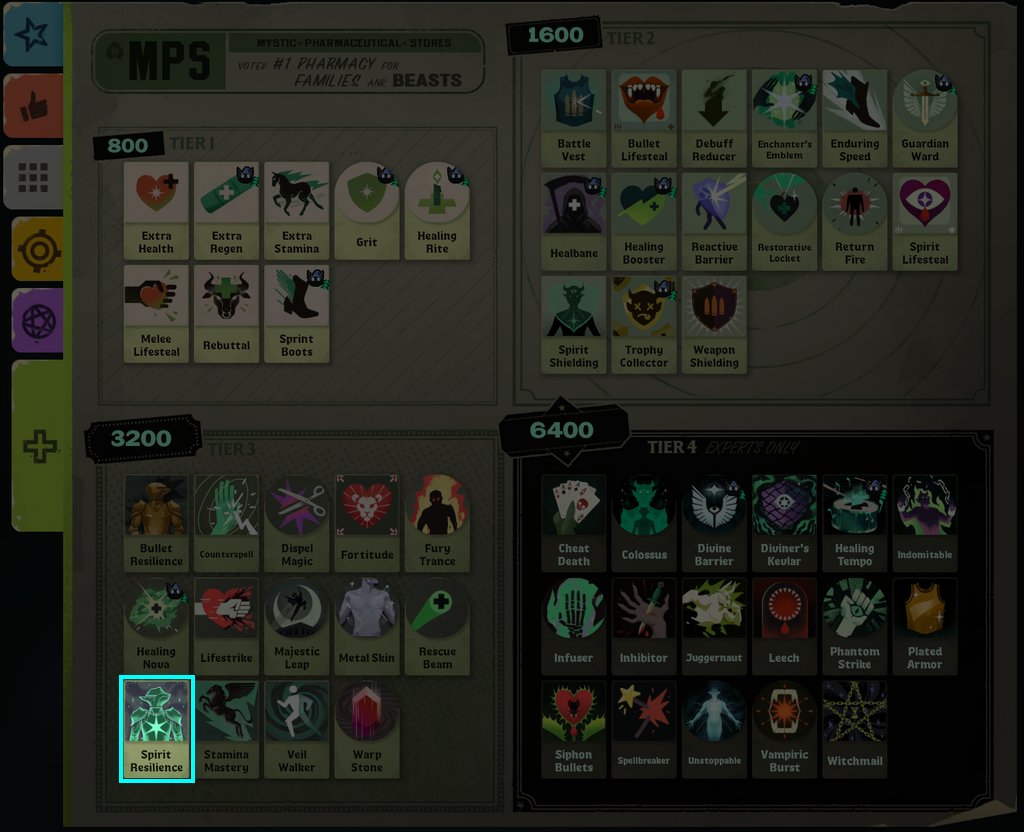 MPS
MYSTIC • PHARMACEUTICAL • STORES
VOTED #1 PHARMACY FOR
FAMILIES AND BEASTS
800
TIER 1
Extra Health
Extra Regen
Extra Stamina
Grit
Healing Rite
Melee Lifesteal
Rebuttal
Sprint Boots
1600
TIER 2
Battle Vest
Bullet Lifesteal
Debuff Reducer
Enchanter's Emblem
Enduring Speed
Guardian Ward
Healbane
Healing Booster
Reactive Barrier
Restorative Locket
Return Fire
Spirit Lifesteal
Spirit Shielding
Trophy Collector
Weapon Shielding
3200
TIER 3
Bullet Resilience
Counterspell
Dispel Magic
Fortitude
Fury Trance
Healing Nova
Lifestrike
Majestic Leap
Metal Skin
Rescue Beam
Spirit Resilience
Stamina Mastery
Veil Walker
Warp Stone
6400
TIER 4 EXPERTS ONLY
Cheat Death
Colossus
Divine Barrier
Diviner's Kevlar
Healing Tempo
Indomitable
Infuser
Inhibitor
Juggernaut
Leech
Phantom Strike
Plated Armor
Siphon Bullets
Spellbreaker
Unstoppable
Vampiric Burst
Witchmail